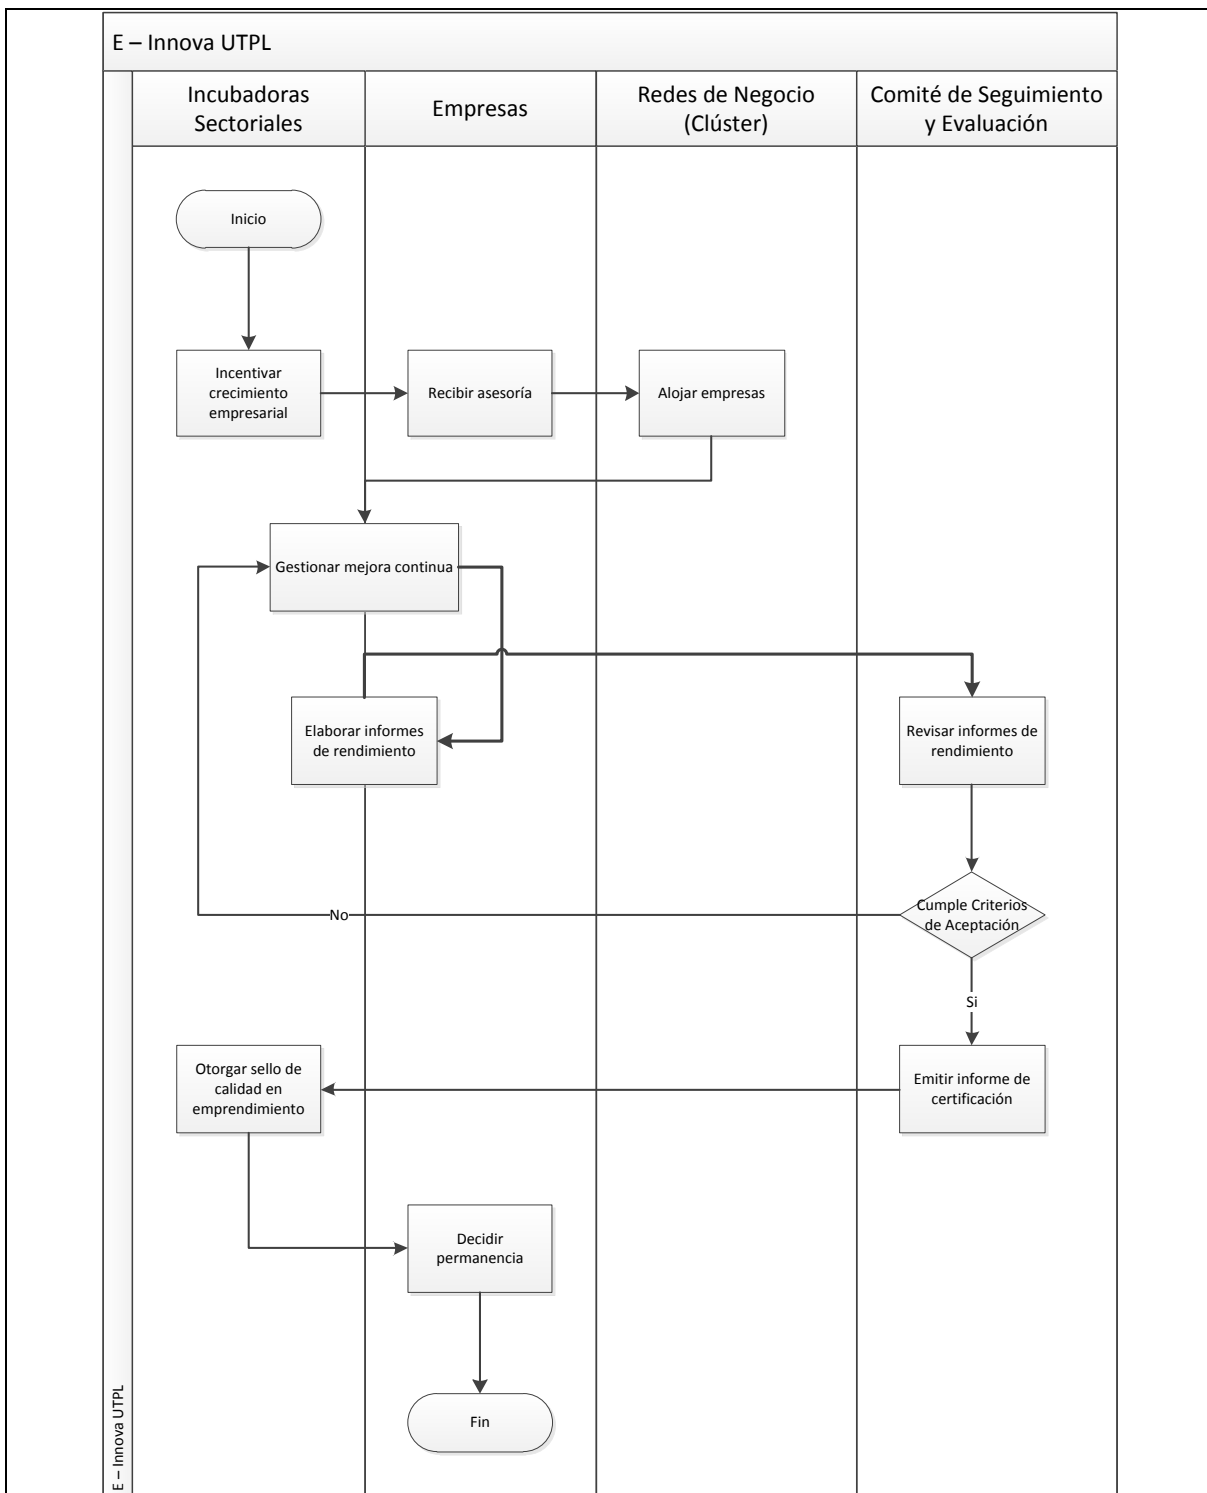 E – Innova UTPL
Incubadoras
Sectoriales
Empresas
Redes de Negocio
(Clúster)
Comité de Seguimiento
y Evaluación
Inicio
Incentivar
crecimiento
empresarial
Recibir asesoría
Alojar empresas
Gestionar mejora continua
Elaborar informes
de rendimiento
Revisar informes de
rendimiento
Cumple Criterios
de Aceptación
No
Si
Otorgar sello de
calidad en
emprendimiento
Emitir informe de
certificación
Decidir
permanencia
Fin
E – Innova UTPL